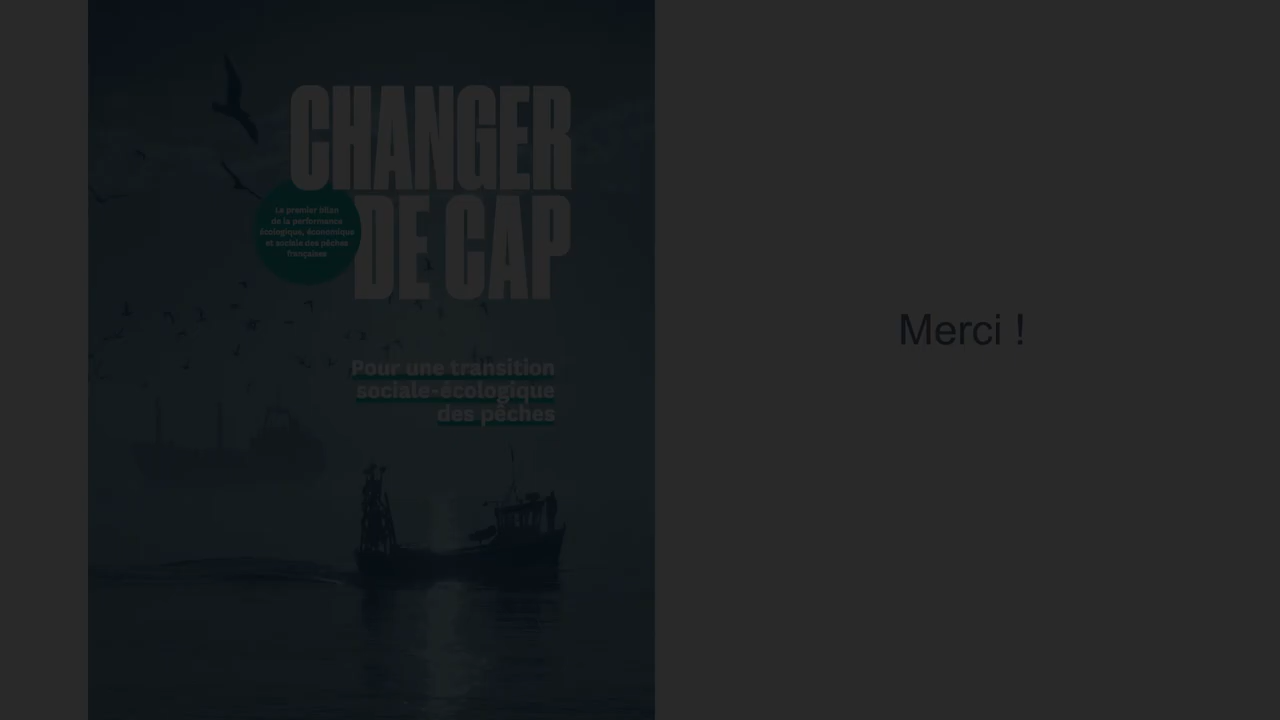 CHANGER
DE CAP
Le premier bilan
de la performance
écologique, économique
et sociale des pêches
françaises
Pour une transition
sociale-écologique
des pêches
Merci !